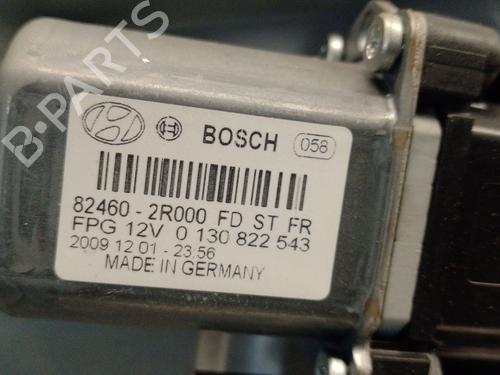 BOSCH 058
82460 - 2R000 FD ST FR
FPG 12V 0 130 822 543
2009 12 01 - 23:56
MADE IN GERMANY
B-PARTS